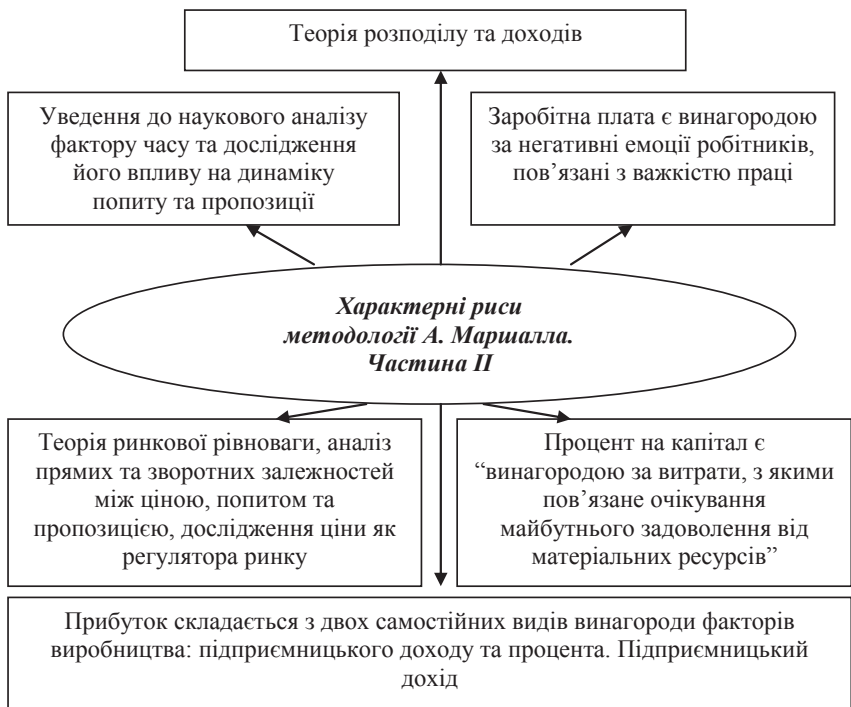 Теорія розподілу та доходів
Уведення до наукового аналізу
фактору часу та дослідження
його впливу на динаміку
попиту та пропозиції
Заробітна плата є винагородою
за негативні емоції робітників,
пов’язані з важкістю праці
Характерні риси
методології А. Маршалла.
Частина ІІ
Теорія ринкової рівноваги, аналіз
прямих та зворотних залежностей
між ціною, попитом та
пропозицією, дослідження ціни як
регулятора ринку
Процент на капітал є
“винагородою за витрати, з якими
пов’язане очікування
майбутнього задоволення від
матеріальних ресурсів”
Прибуток складається з двох самостійних видів винагороди факторів
виробництва: підприємницького доходу та процента. Підприємницький
дохід